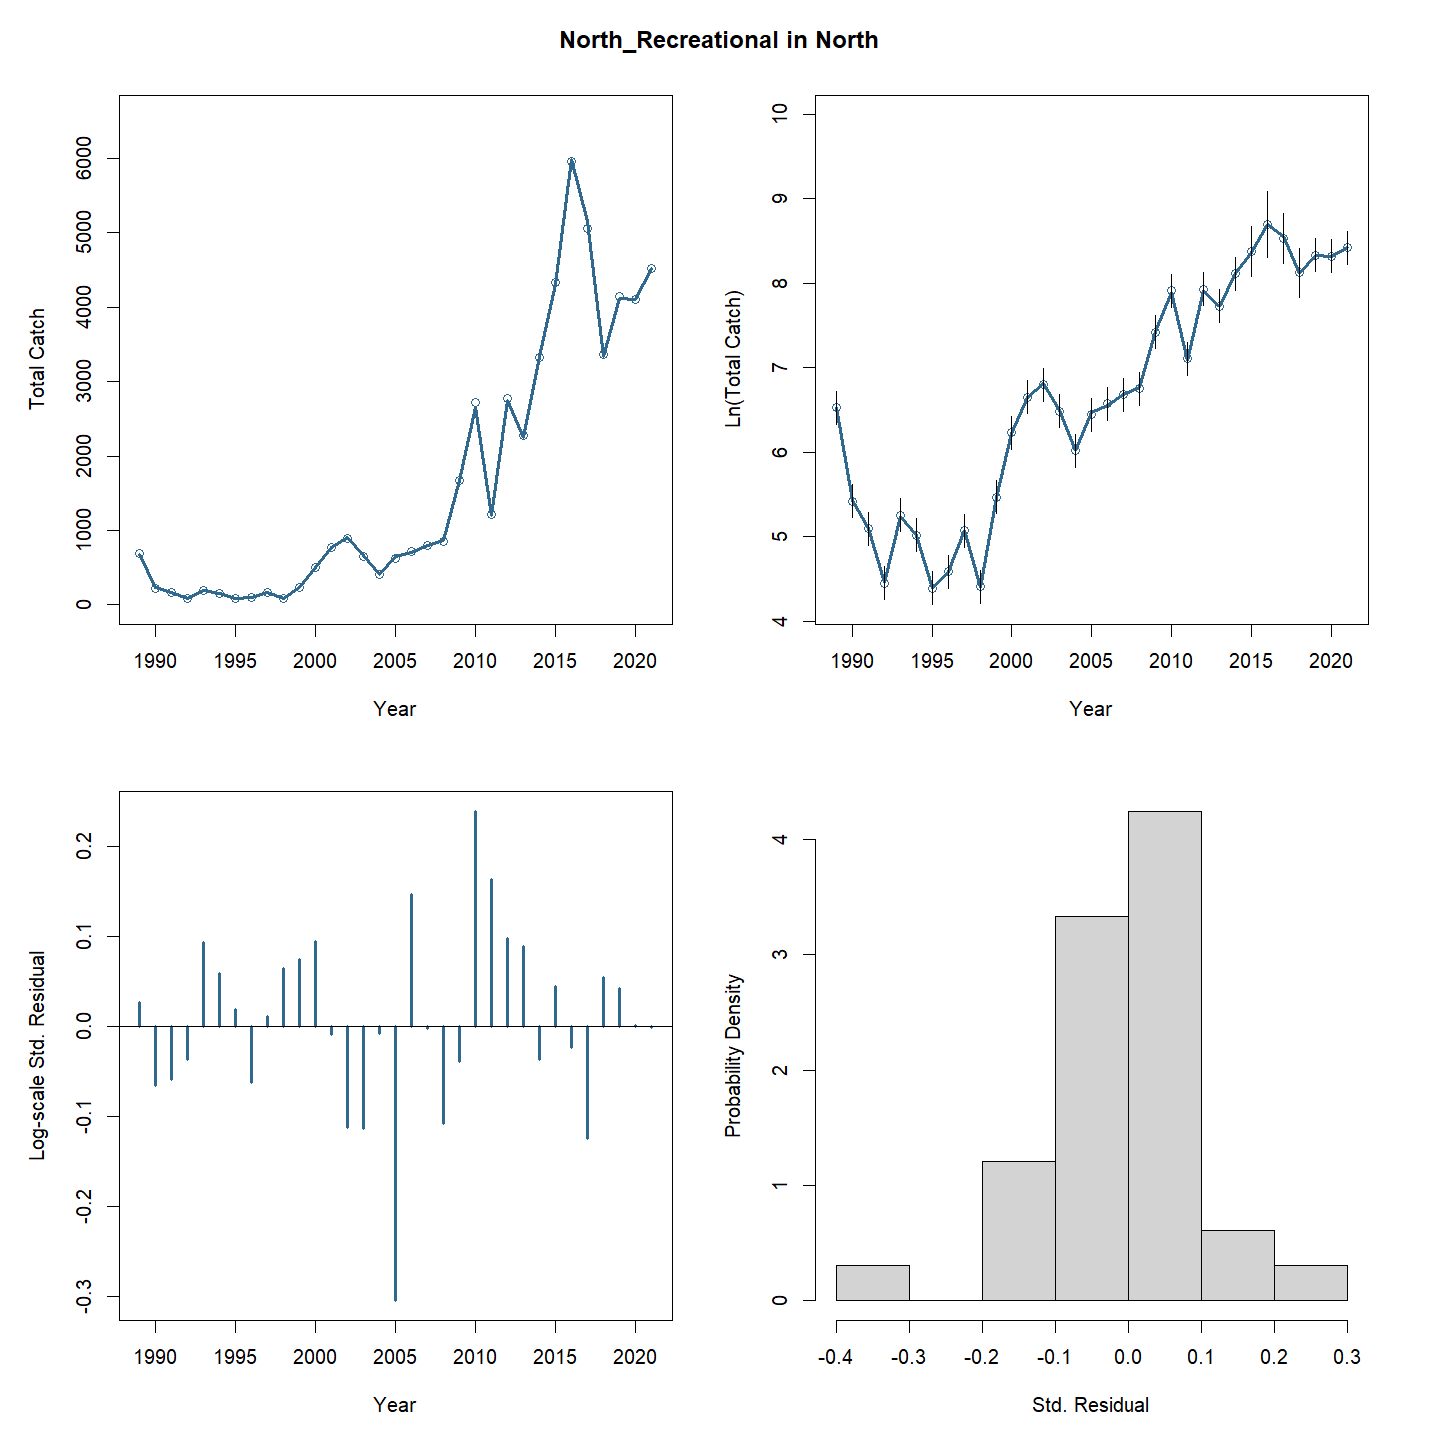 North_Recreational in North
Total Catch
6000
5000
4000
3000
2000
1000
0
1990 1995 2000 2005 2010 2015 2020
Year
Ln(Total Catch)
10
9
8
7
6
5
4
1990 1995 2000 2005 2010 2015 2020
Year
Log-scale Std. Residual
0.2
0.1
0.0
-0.1
-0.2
-0.3
1990 1995 2000 2005 2010 2015 2020
Year
Probability Density
4
3
2
1
0
-0.4 -0.3 -0.2 -0.1 0.0 0.1 0.2 0.3
Std. Residual